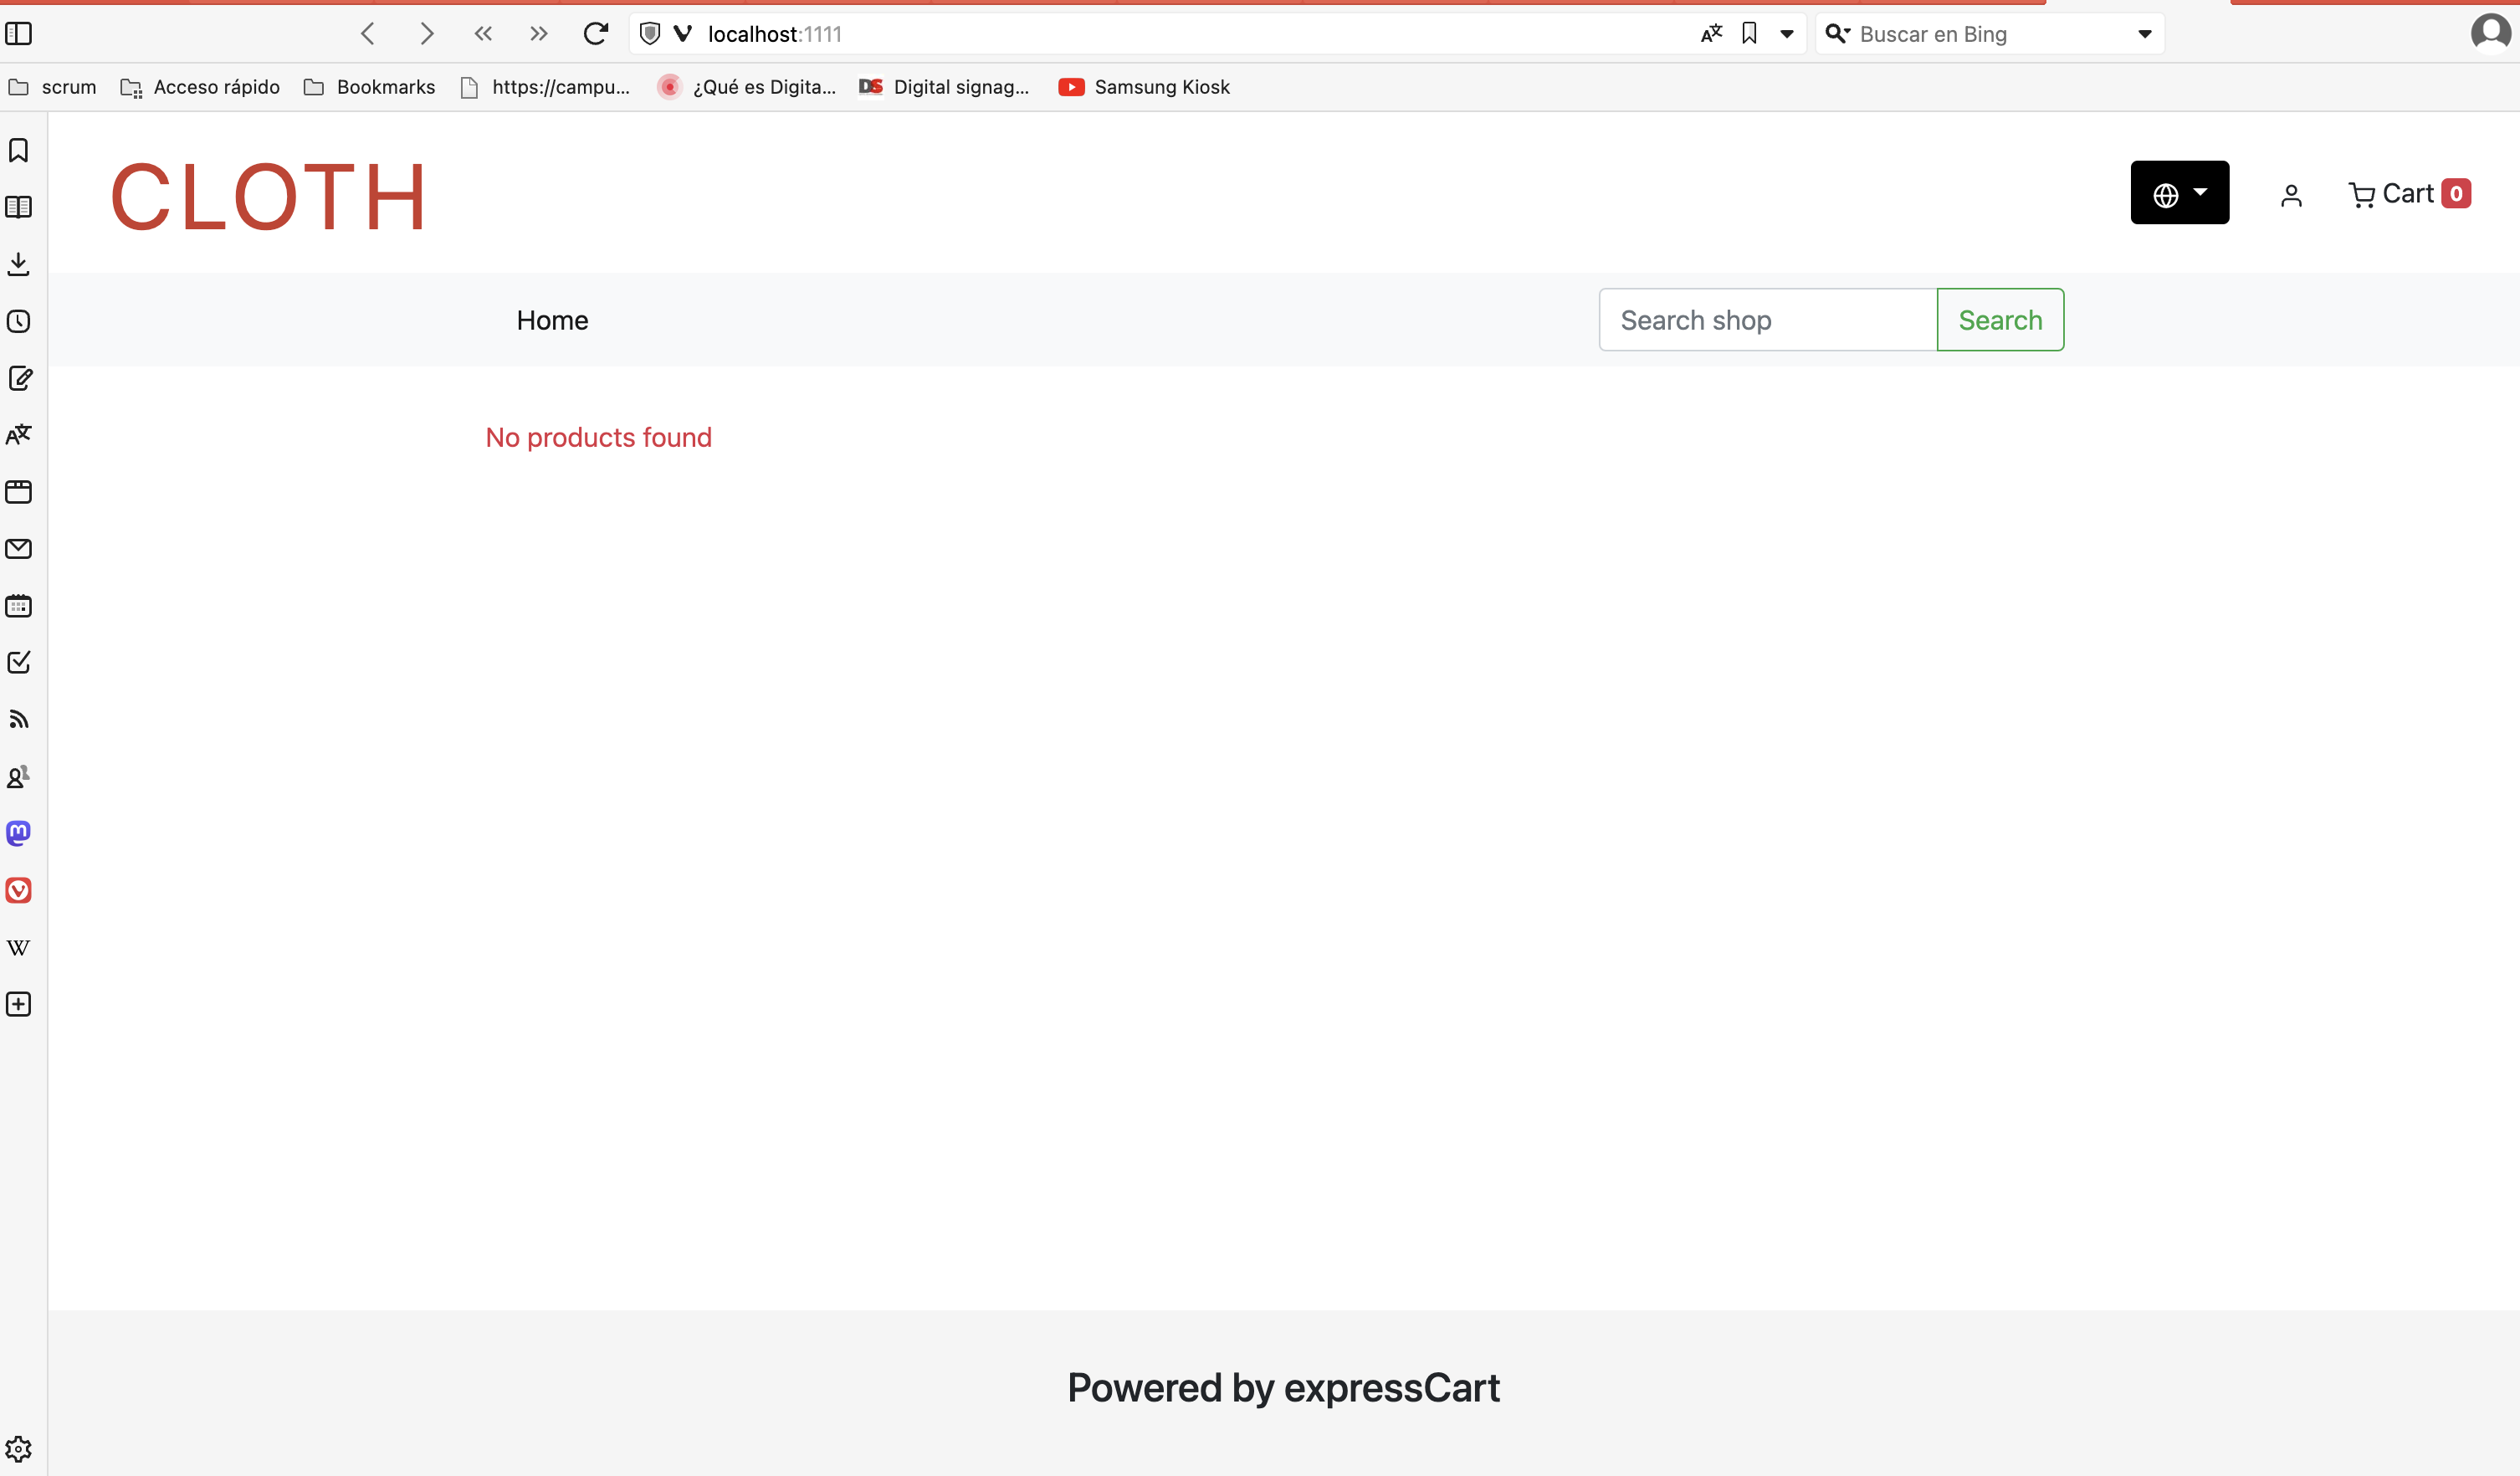 localhost:1111
Buscar en Bing
scrum Acceso rápido Bookmarks https://campu... ¿Qué es Digita... DS Digital signag... Samsung Kiosk
CLOTH
Cart 0
Home
Search shop
Search
No products found
W
Powered by expressCart